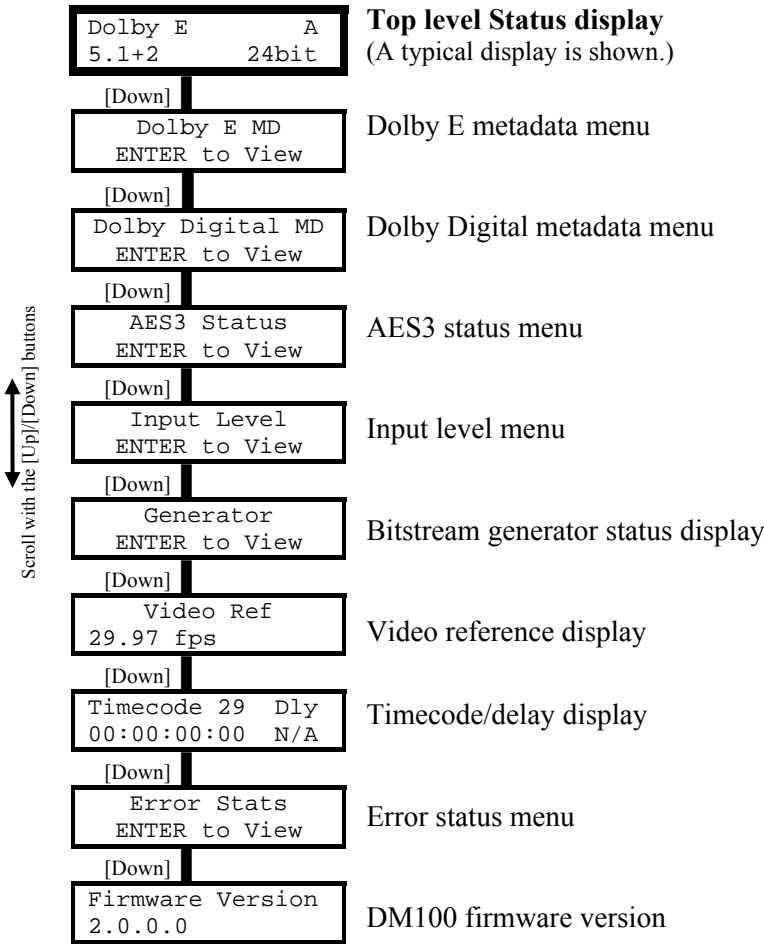 Dolby E A
5.1+2 24bit
Top level Status display
(A typical display is shown.)
[Down]
Dolby E MD
ENTER to View
Dolby E metadata menu
[Down]
Dolby Digital MD
ENTER to View
Dolby Digital metadata menu
[Down]
AES3 Status
ENTER to View
AES3 status menu
[Down]
Input Level
ENTER to View
Input level menu
[Down]
Generator
ENTER to View
Bitstream generator status display
[Down]
Video Ref
29.97 fps
Video reference display
[Down]
Timecode 29 Dly
00:00:00:00 N/A
Timecode/delay display
[Down]
Error Stats
ENTER to View
Error status menu
[Down]
Firmware Version
2.0.0.0
DM100 firmware version
Scroll with the [Up]/[Down] buttons